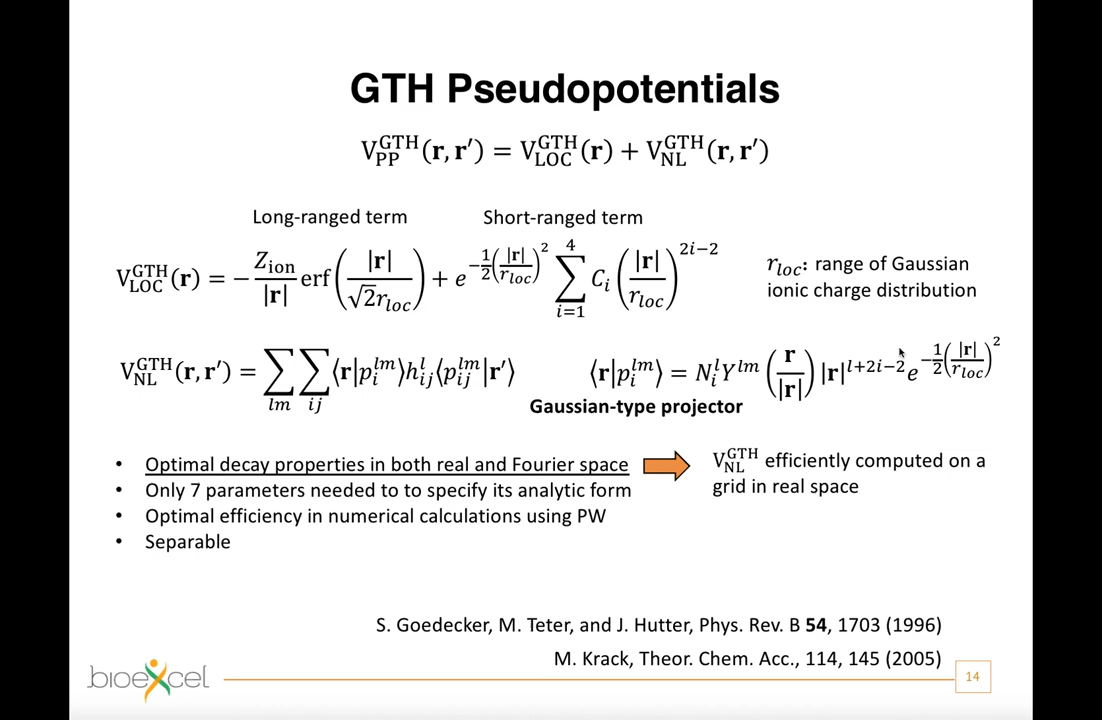 GTH Pseudopotentials
V_PP^GTH(r, r′) = V_LOC^GTH(r) + V_NL^GTH(r, r′)
Long-ranged term Short-ranged term
V_LOC^GTH(r) = − Z_ion/|r| erf(|r|/(√2 r_loc)) + e^(−1/2(|r|/r_loc)^2) ∑_{i=1}^{4} C_i (|r|/r_loc)^(2i−2)
r_loc: range of Gaussian
ionic charge distribution
V_NL^GTH(r, r′) = ∑_{lm} ∑_{ij} ⟨r|p_i^lm⟩ h_ij^l ⟨p_ij^lm|r′⟩
⟨r|p_i^lm⟩ = N_i^l Y^lm (r/|r|) |r|^(l+2i−2) e^(−1/2(|r|/r_loc)^2)
Gaussian-type projector
• Optimal decay properties in both real and Fourier space
• Only 7 parameters needed to to specify its analytic form
• Optimal efficiency in numerical calculations using PW
• Separable
V_NL^GTH efficiently computed on a
grid in real space
S. Goedecker, M. Teter, and J. Hutter, Phys. Rev. B 54, 1703 (1996)
M. Krack, Theor. Chem. Acc., 114, 145 (2005)
bioexcel
14